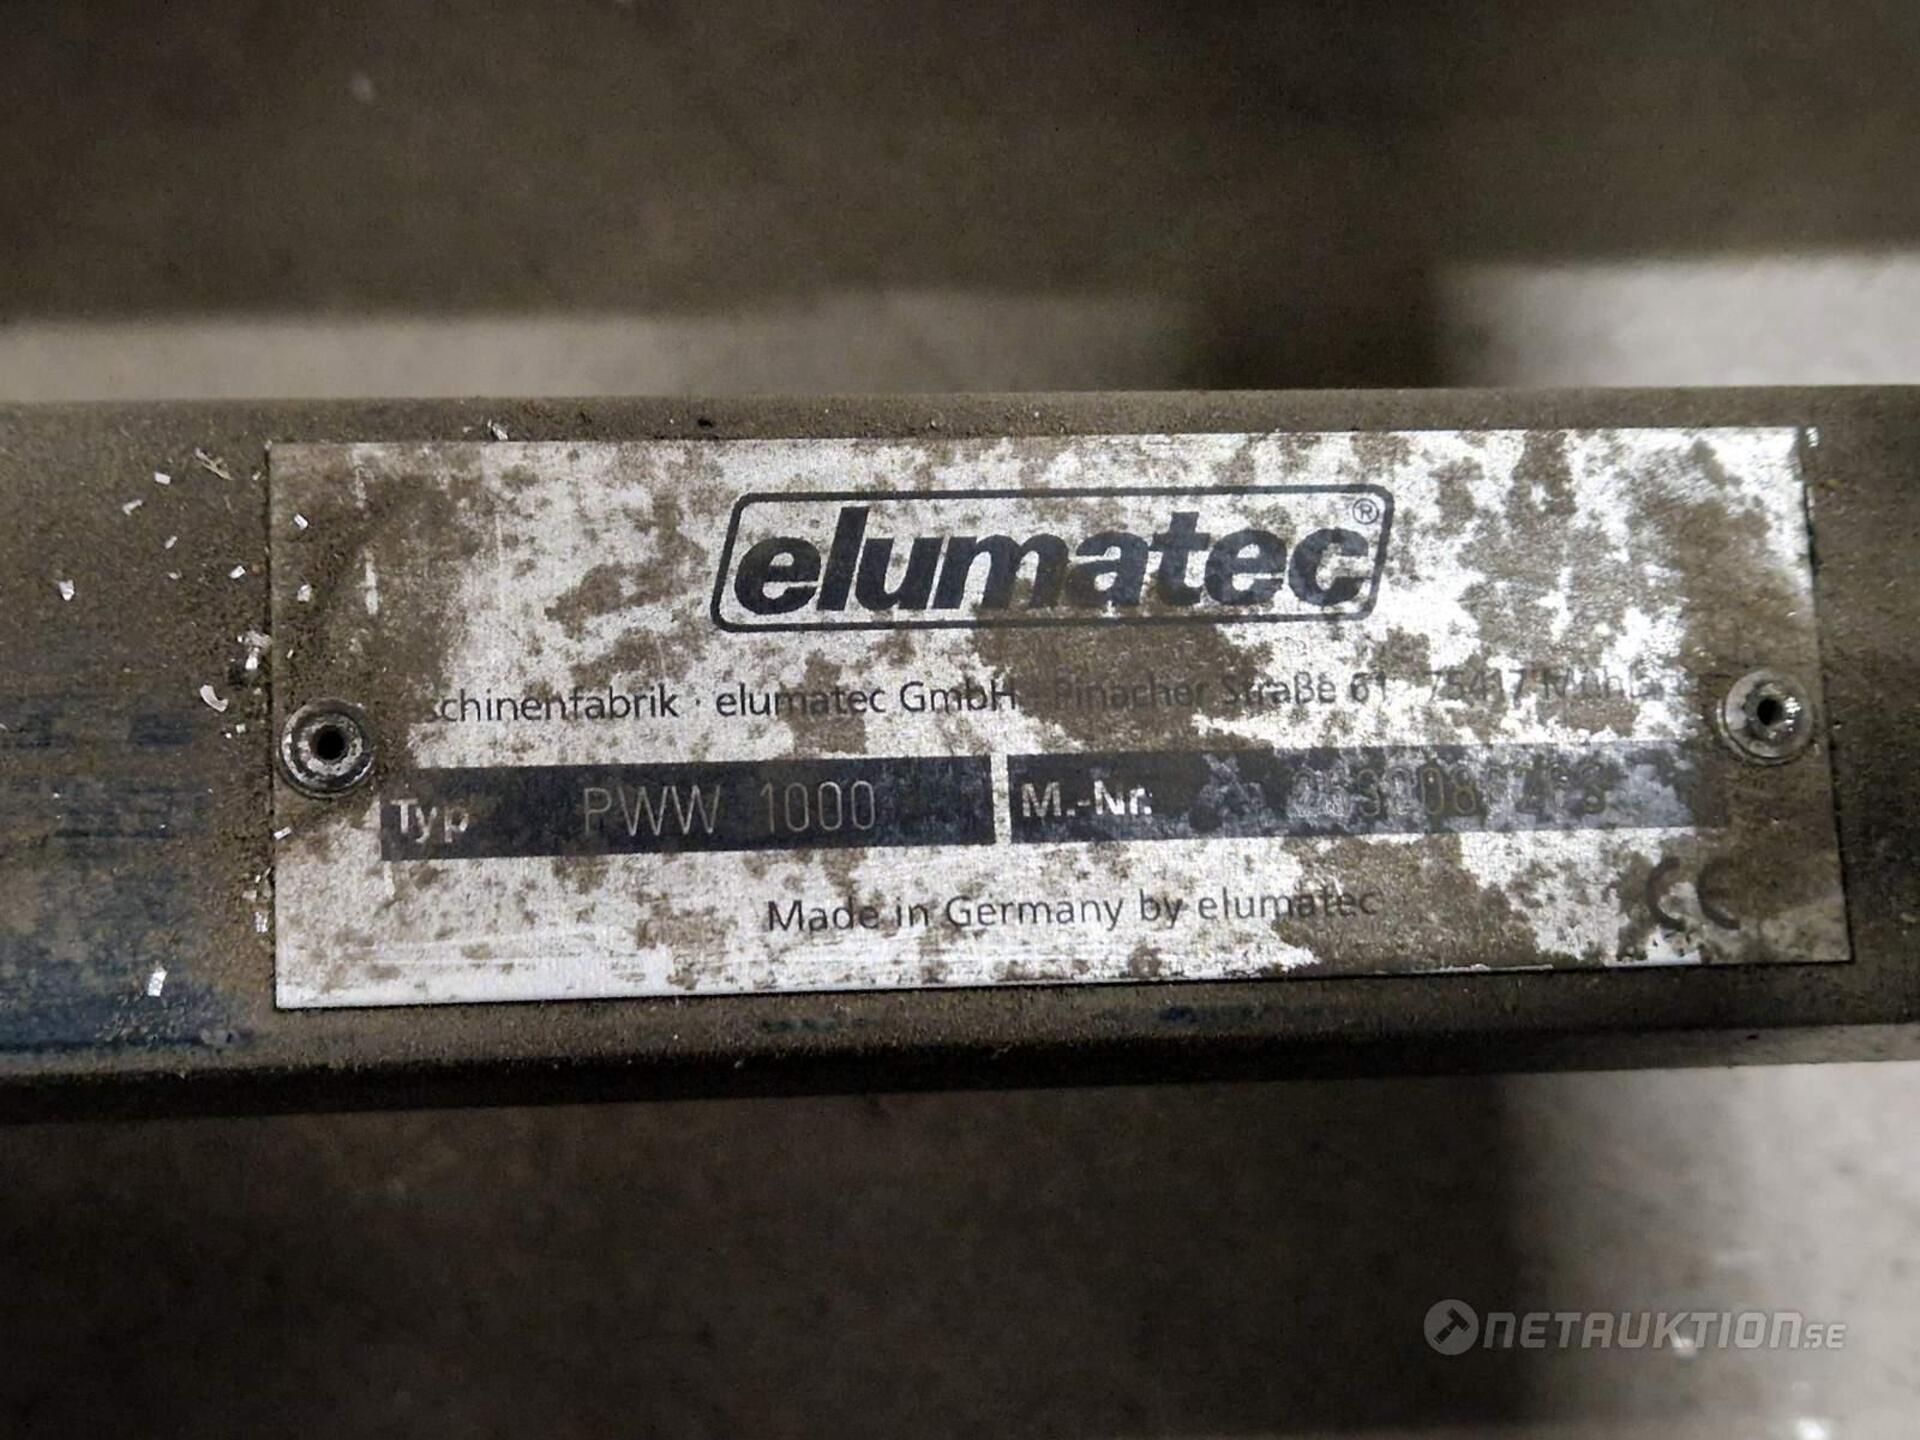 elumatec®
schinenfabrik · elumatec GmbH · Pinacher Straße 61 · 75417
Typ PWW 1000 M.-Nr.
Made in Germany by elumatec CE
NETAUKTION.SE